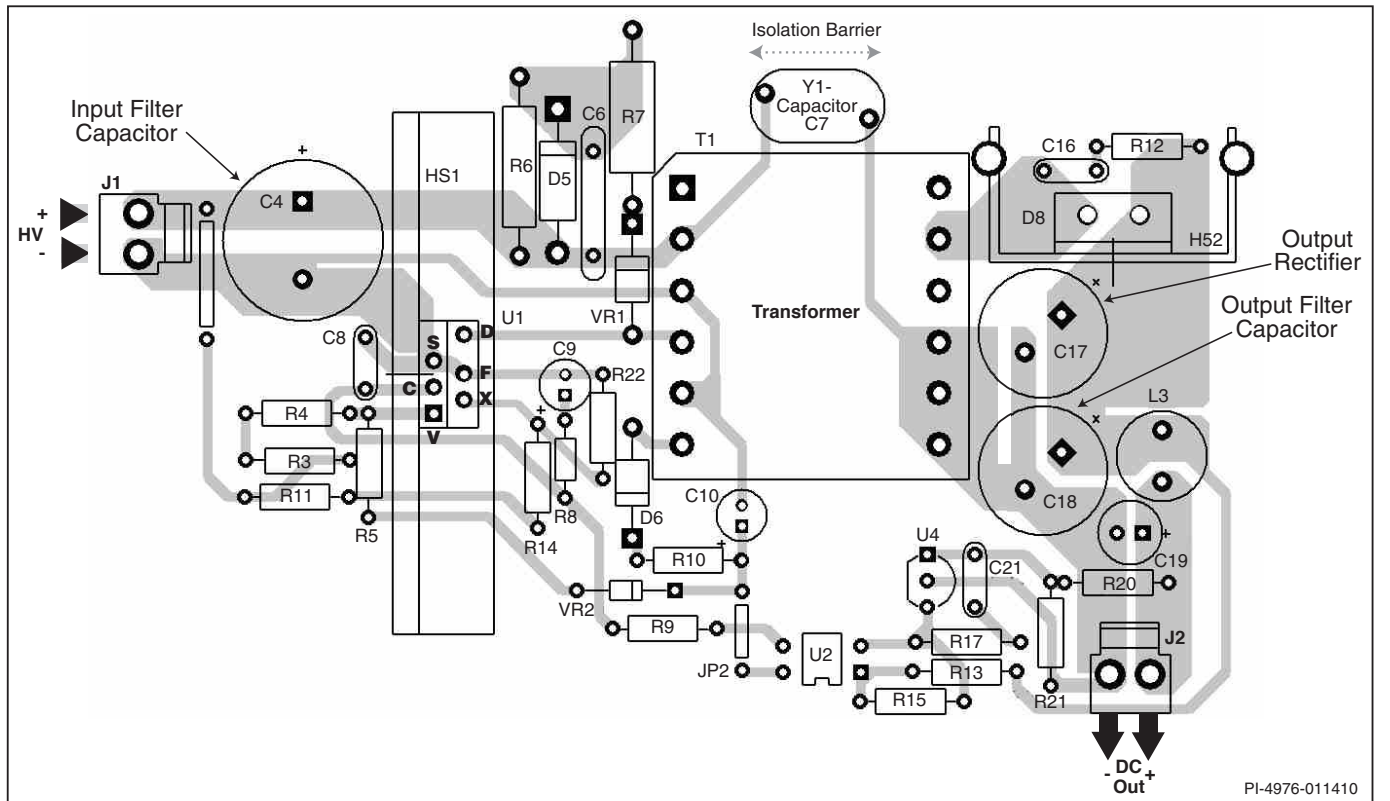 Isolation Barrier
Y1-
Capacitor
C7
Input Filter
Capacitor
+
R7
C6
R6
D5
T1
C16
R12
J1
HS1
C4
+
HV
-
D8
H52
Output
Rectifier
VR1
Transformer
Output Filter
Capacitor
U1
D
S
F
C
X
V
C8
C9
R22
C17
x
L3
R4
+
R3
R11
R5
R14
R8
D6
C10
C18
x
U4
C21
C19
+
R10
+
R20
VR2
R9
R17
J2
JP2
U2
R13
R15
R21
- DC +
Out
PI-4976-011410